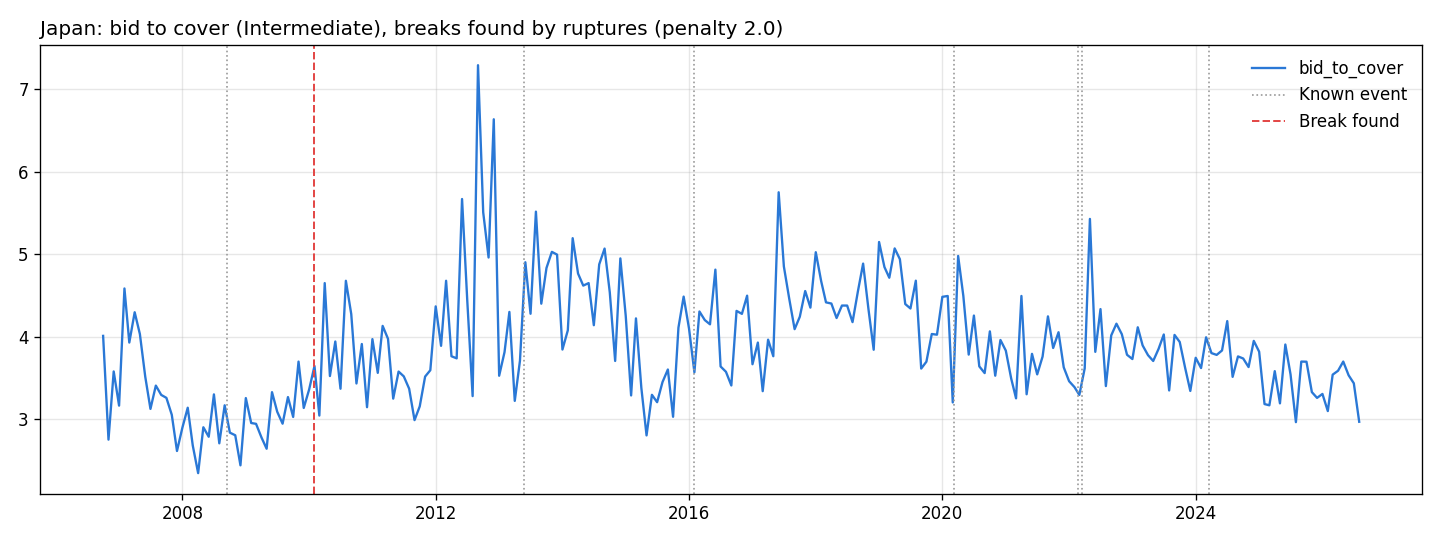 Japan: bid to cover (Intermediate), breaks found by ruptures (penalty 2.0)
bid_to_cover
Known event
Break found
7
6
5
4
3
2008
2012
2016
2020
2024